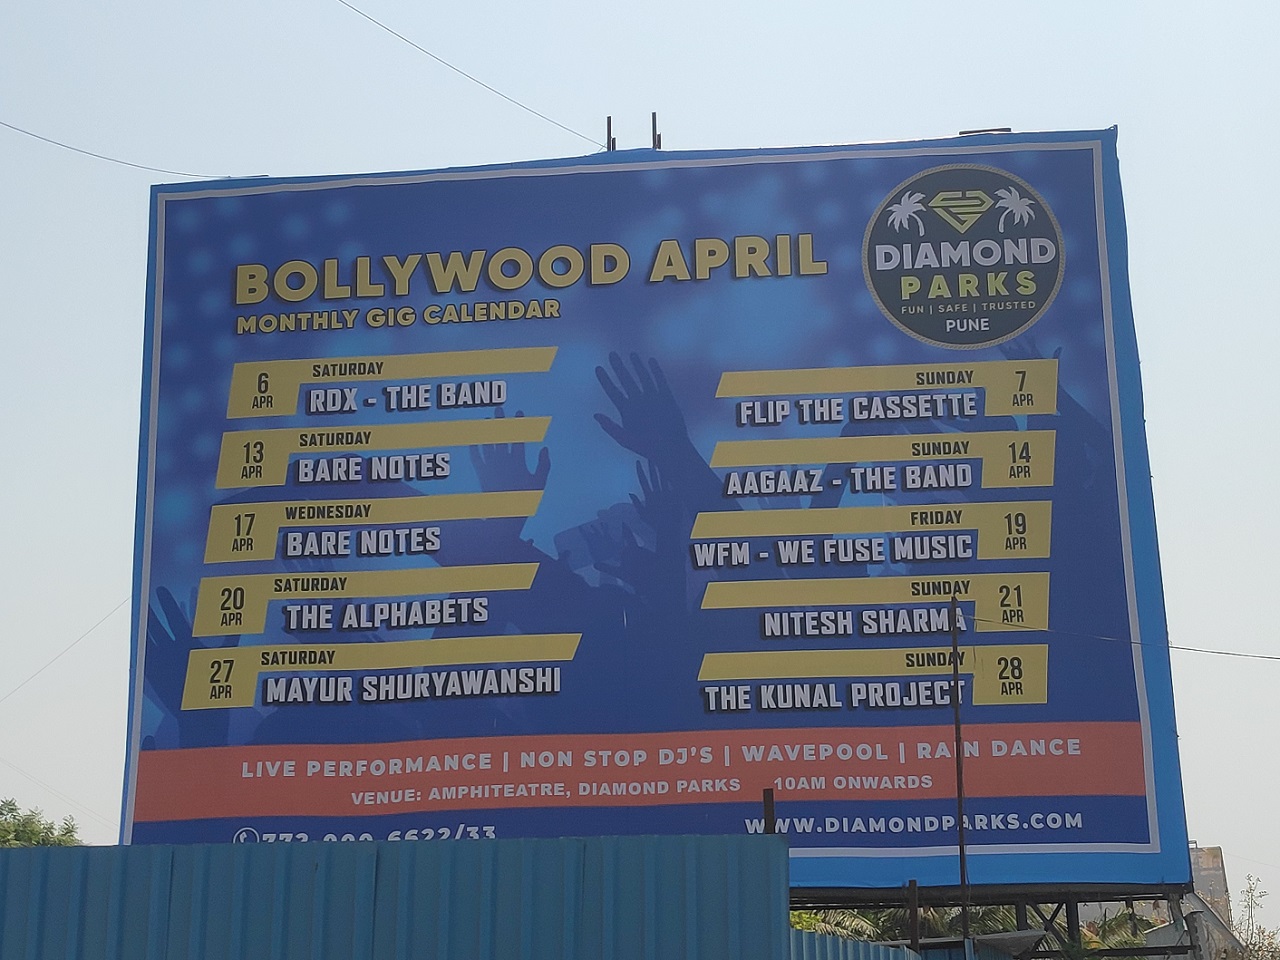 BOLLYWOOD APRIL
MONTHLY GIG CALENDAR
DIAMOND
PARKS
FUN | SAFE | TRUSTED
PUNE
6 APR
SATURDAY
RDX - THE BAND
13 APR
SATURDAY
BARE NOTES
17 APR
WEDNESDAY
BARE NOTES
20 APR
SATURDAY
THE ALPHABETS
27 APR
SATURDAY
MAYUR SHURYAWANSHI
SUNDAY
7 APR
FLIP THE CASSETTE
SUNDAY
14 APR
AAGAAZ - THE BAND
FRIDAY
19 APR
WFM - WE FUSE MUSIC
SUNDAY
21 APR
NITESH SHARMA
SUNDAY
28 APR
THE KUNAL PROJECT
LIVE PERFORMANCE | NON STOP DJ'S | WAVEPOOL | RAIN DANCE
VENUE: AMPHITEATRE, DIAMOND PARKS 10AM ONWARDS
WWW.DIAMONDPARKS.COM